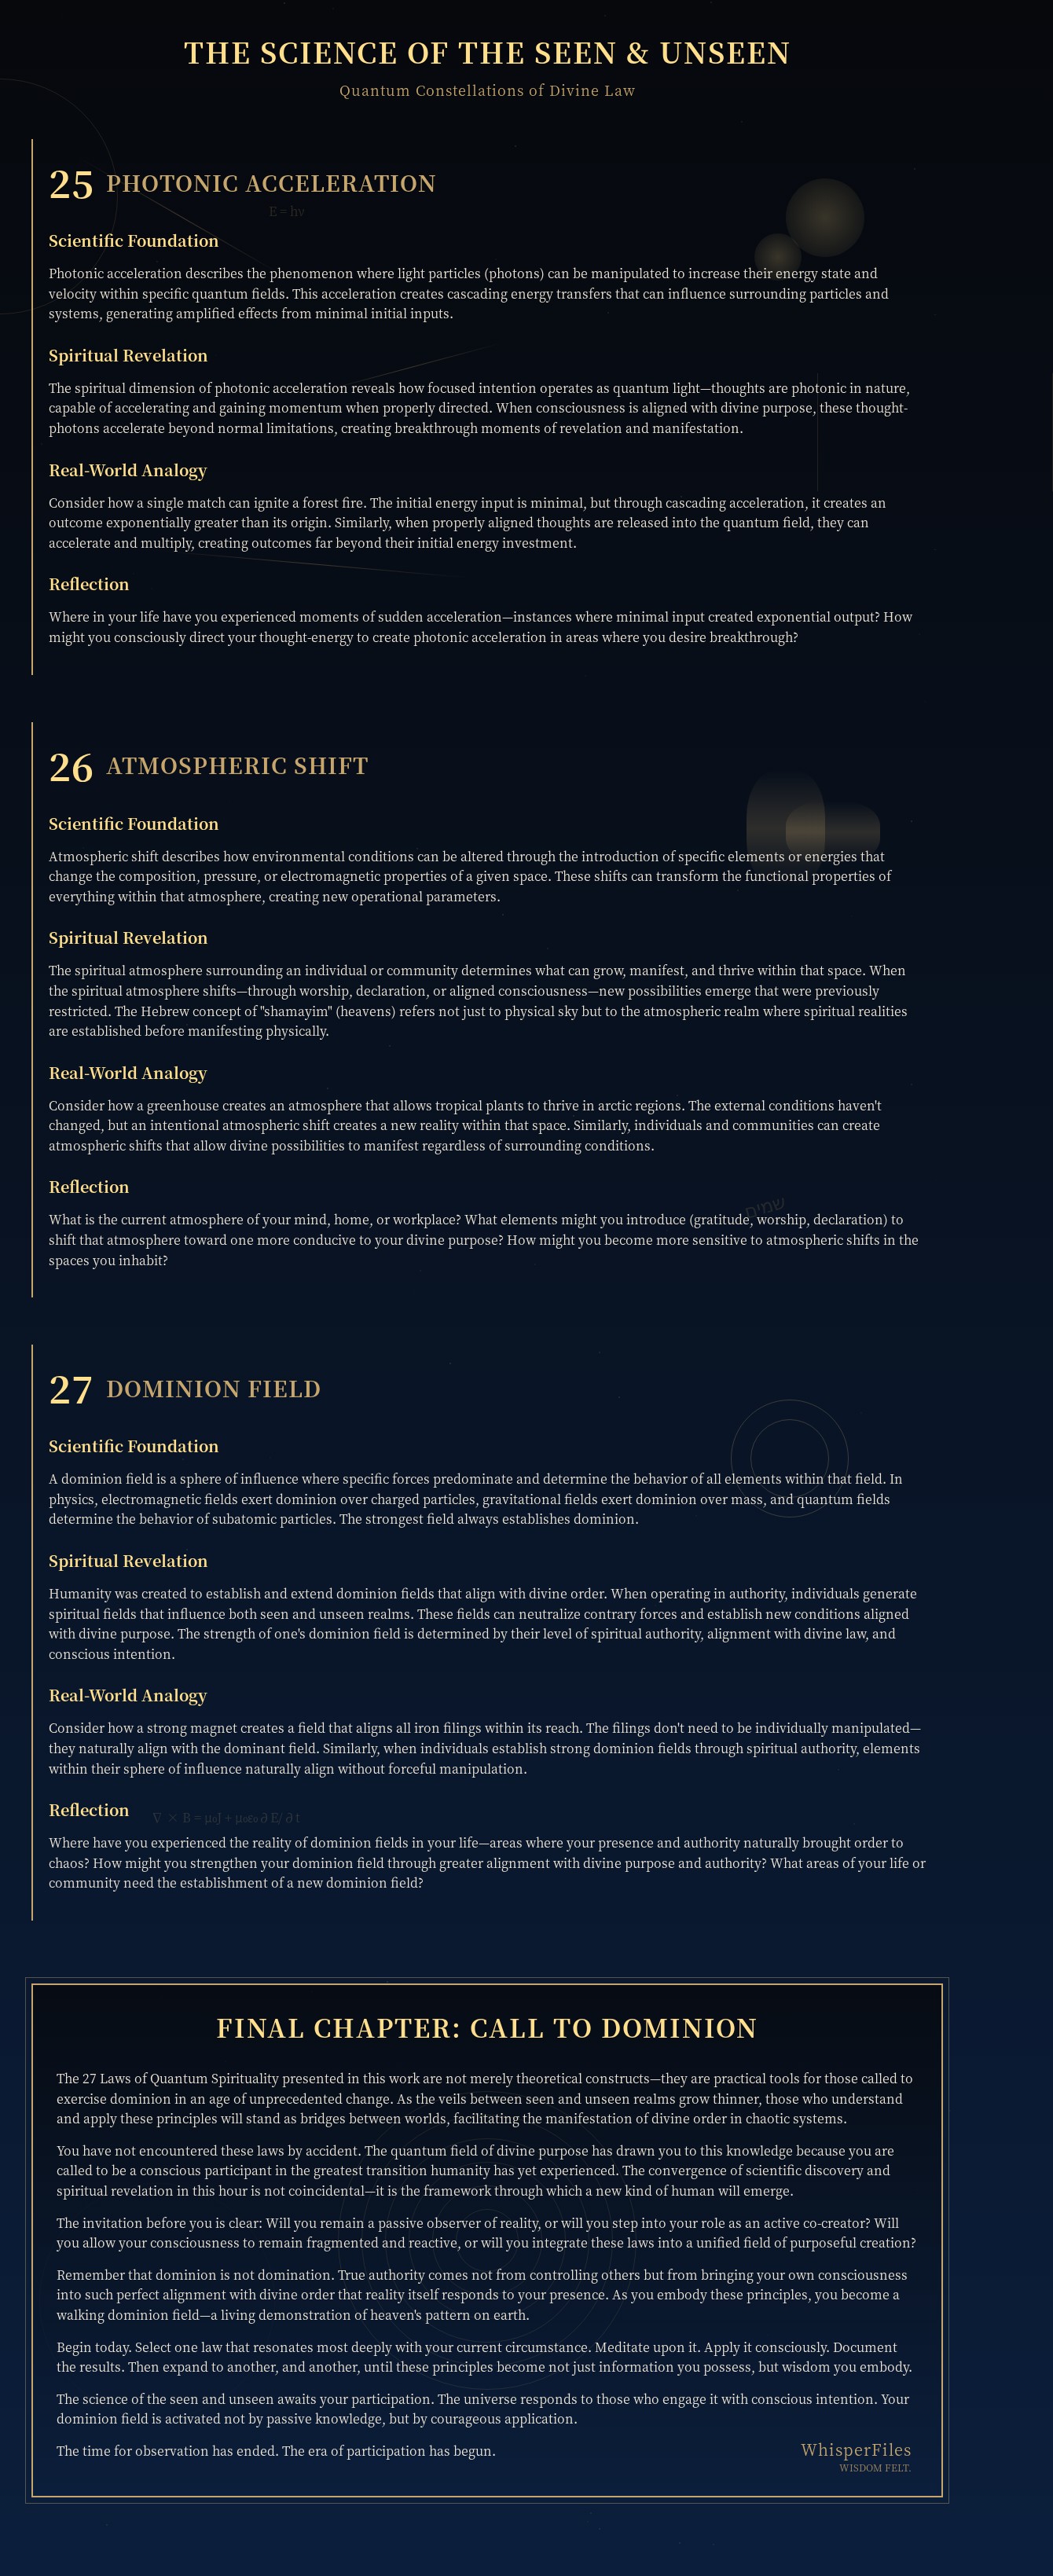 THE SCIENCE OF THE SEEN & UNSEEN
Quantum Constellations of Divine Law
25 PHOTONIC ACCELERATION
E = hν
Scientific Foundation
Photonic acceleration describes the phenomenon where light particles (photons) can be manipulated to increase their energy state and
velocity within specific quantum fields. This acceleration creates cascading energy transfers that can influence surrounding particles and
systems, generating amplified effects from minimal initial inputs.
Spiritual Revelation
The spiritual dimension of photonic acceleration reveals how focused intention operates as quantum light—thoughts are photonic in nature,
capable of accelerating and gaining momentum when properly directed. When consciousness is aligned with divine purpose, these thought-
photons accelerate beyond normal limitations, creating breakthrough moments of revelation and manifestation.
Real-World Analogy
Consider how a single match can ignite a forest fire. The initial energy input is minimal, but through cascading acceleration, it creates an
outcome exponentially greater than its origin. Similarly, when properly aligned thoughts are released into the quantum field, they can
accelerate and multiply, creating outcomes far beyond their initial energy investment.
Reflection
Where in your life have you experienced moments of sudden acceleration—instances where minimal input created exponential output? How
might you consciously direct your thought-energy to create photonic acceleration in areas where you desire breakthrough?
26 ATMOSPHERIC SHIFT
Scientific Foundation
Atmospheric shift describes how environmental conditions can be altered through the introduction of specific elements or energies that
change the composition, pressure, or electromagnetic properties of a given space. These shifts can transform the functional properties of
everything within that atmosphere, creating new operational parameters.
Spiritual Revelation
The spiritual atmosphere surrounding an individual or community determines what can grow, manifest, and thrive within that space. When
the spiritual atmosphere shifts—through worship, declaration, or aligned consciousness—new possibilities emerge that were previously
restricted. The Hebrew concept of "shamayim" (heavens) refers not just to physical sky but to the atmospheric realm where spiritual realities
are established before manifesting physically.
Real-World Analogy
Consider how a greenhouse creates an atmosphere that allows tropical plants to thrive in arctic regions. The external conditions haven't
changed, but an intentional atmospheric shift creates a new reality within that space. Similarly, individuals and communities can create
atmospheric shifts that allow divine possibilities to manifest regardless of surrounding conditions.
Reflection
שמים
What is the current atmosphere of your mind, home, or workplace? What elements might you introduce (gratitude, worship, declaration) to
shift that atmosphere toward one more conducive to your divine purpose? How might you become more sensitive to atmospheric shifts in the
spaces you inhabit?
27 DOMINION FIELD
Scientific Foundation
A dominion field is a sphere of influence where specific forces predominate and determine the behavior of all elements within that field. In
physics, electromagnetic fields exert dominion over charged particles, gravitational fields exert dominion over mass, and quantum fields
determine the behavior of subatomic particles. The strongest field always establishes dominion.
Spiritual Revelation
Humanity was created to establish and extend dominion fields that align with divine order. When operating in authority, individuals generate
spiritual fields that influence both seen and unseen realms. These fields can neutralize contrary forces and establish new conditions aligned
with divine purpose. The strength of one's dominion field is determined by their level of spiritual authority, alignment with divine law, and
conscious intention.
Real-World Analogy
Consider how a strong magnet creates a field that aligns all iron filings within its reach. The filings don't need to be individually manipulated—
they naturally align with the dominant field. Similarly, when individuals establish strong dominion fields through spiritual authority, elements
within their sphere of influence naturally align without forceful manipulation.
Reflection
∇ × B = μ₀J + μ₀ε₀∂E/∂t
Where have you experienced the reality of dominion fields in your life—areas where your presence and authority naturally brought order to
chaos? How might you strengthen your dominion field through greater alignment with divine purpose and authority? What areas of your life or
community need the establishment of a new dominion field?
FINAL CHAPTER: CALL TO DOMINION
The 27 Laws of Quantum Spirituality presented in this work are not merely theoretical constructs—they are practical tools for those called to
exercise dominion in an age of unprecedented change. As the veils between seen and unseen realms grow thinner, those who understand
and apply these principles will stand as bridges between worlds, facilitating the manifestation of divine order in chaotic systems.
You have not encountered these laws by accident. The quantum field of divine purpose has drawn you to this knowledge because you are
called to be a conscious participant in the greatest transition humanity has yet experienced. The convergence of scientific discovery and
spiritual revelation in this hour is not coincidental—it is the framework through which a new kind of human will emerge.
The invitation before you is clear: Will you remain a passive observer of reality, or will you step into your role as an active co-creator? Will
you allow your consciousness to remain fragmented and reactive, or will you integrate these laws into a unified field of purposeful creation?
Remember that dominion is not domination. True authority comes not from controlling others but from bringing your own consciousness
into such perfect alignment with divine order that reality itself responds to your presence. As you embody these principles, you become a
walking dominion field—a living demonstration of heaven's pattern on earth.
Begin today. Select one law that resonates most deeply with your current circumstance. Meditate upon it. Apply it consciously. Document
the results. Then expand to another, and another, until these principles become not just information you possess, but wisdom you embody.
The science of the seen and unseen awaits your participation. The universe responds to those who engage it with conscious intention. Your
dominion field is activated not by passive knowledge, but by courageous application.
The time for observation has ended. The era of participation has begun.
WhisperFiles
WISDOM FELT.